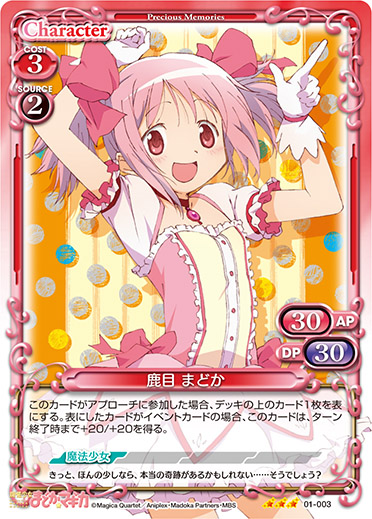 Precious Memories
Character
COST
3
SOURCE
2
30 AP
DP 30
鹿目 まどか
このカードがアプローチに参加した場合、デッキの上のカード1枚を表
にする。表にしたカードがイベントカードの場合、このカードは、ターン
終了時まで+20/+20を得る。
魔法少女
きっと、ほんの少しなら、本当の奇跡があるかもしれない……そうでしょう?
まどか☆マギカ
©Magica Quartet/Aniplex・Madoka Partners・MBS
★★★ 01-003